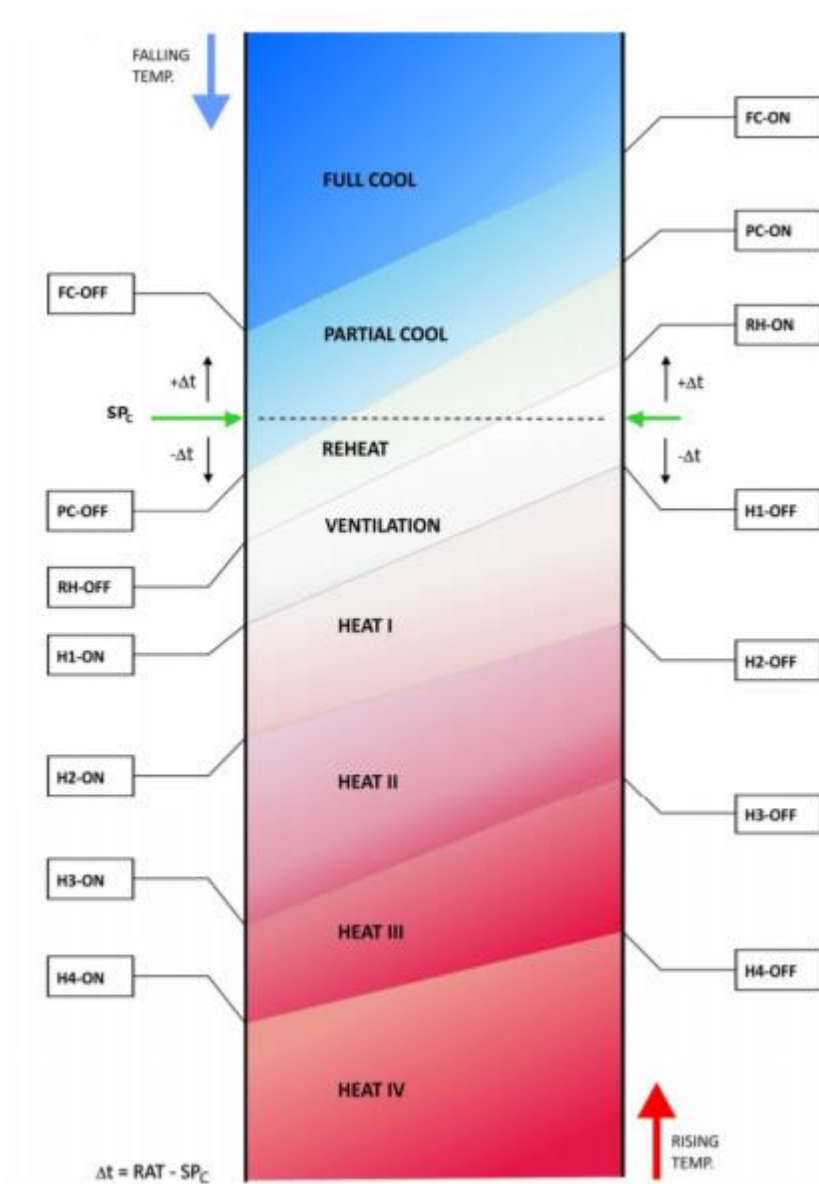 FALLING
TEMP.
FC-ON
FULL COOL
PC-ON
FC-OFF
RH-ON
PARTIAL COOL
+Δt
+Δt
SPC
REHEAT
-Δt
-Δt
PC-OFF
H1-OFF
VENTILATION
RH-OFF
HEAT I
H1-ON
H2-OFF
H2-ON
HEAT II
H3-OFF
H3-ON
HEAT III
H4-ON
H4-OFF
HEAT IV
RISING
TEMP.
Δt = RAT - SPC